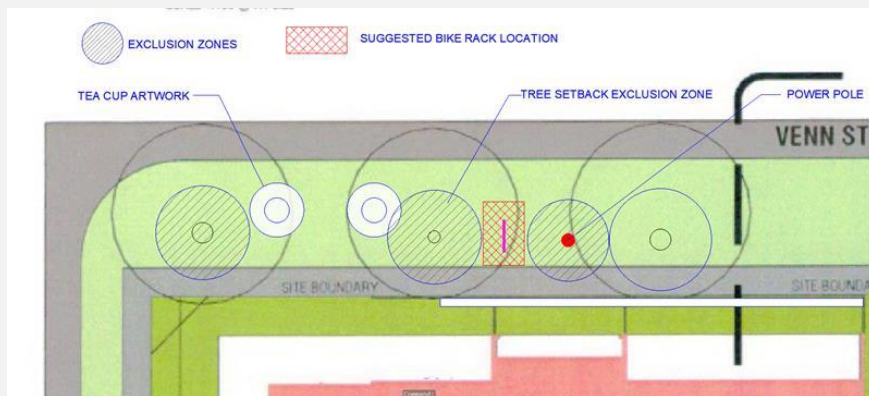 EXCLUSION ZONES
SUGGESTED BIKE RACK LOCATION
TEA CUP ARTWORK
TREE SETBACK EXCLUSION ZONE
POWER POLE
VENN ST
SITE BOUNDARY
SITE BOUNDA